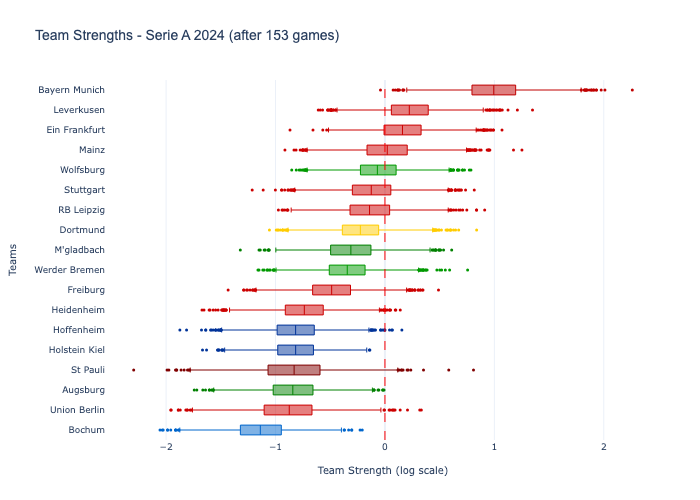 Team Strengths - Serie A 2024 (after 153 games)
Teams
Bayern Munich
Leverkusen
Ein Frankfurt
Mainz
Wolfsburg
Stuttgart
RB Leipzig
Dortmund
M'gladbach
Werder Bremen
Freiburg
Heidenheim
Hoffenheim
Holstein Kiel
St Pauli
Augsburg
Union Berlin
Bochum
−2 −1 0 1 2
Team Strength (log scale)